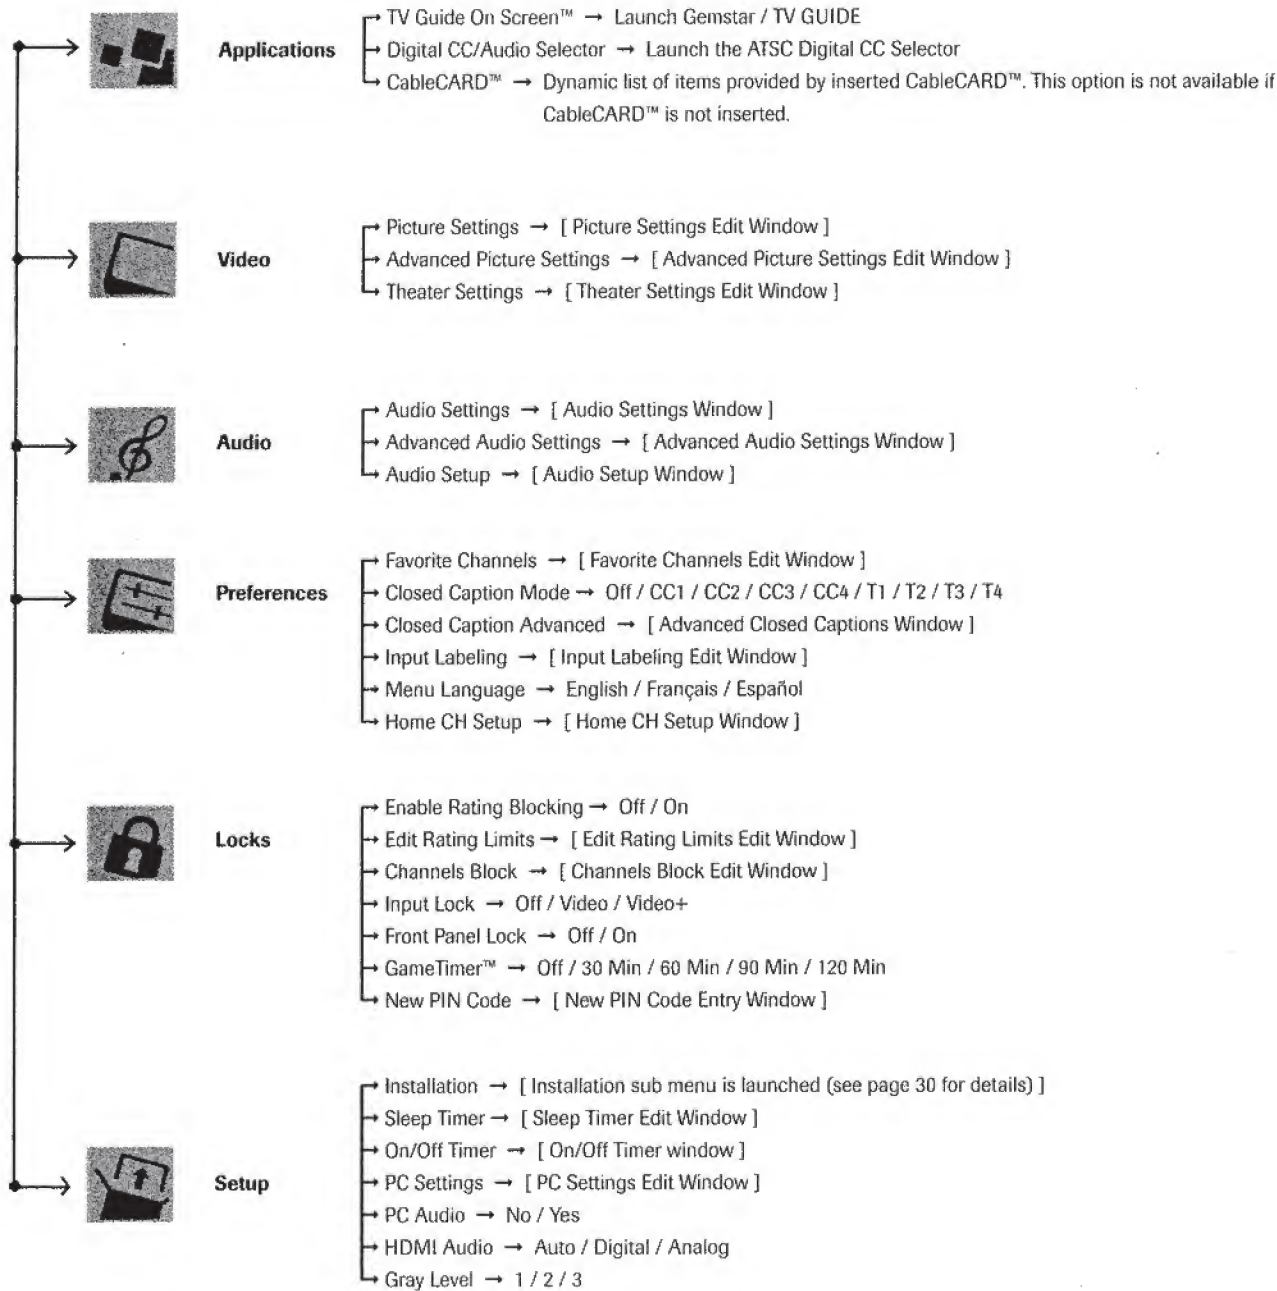 Applications
TV Guide On Screen™ → Launch Gemstar / TV GUIDE
Digital CC/Audio Selector → Launch the ATSC Digital CC Selector
CableCARD™ → Dynamic list of items provided by inserted CableCARD™. This option is not available if
CableCARD™ is not inserted.
Video
Picture Settings → [ Picture Settings Edit Window ]
Advanced Picture Settings → [ Advanced Picture Settings Edit Window ]
Theater Settings → [ Theater Settings Edit Window ]
Audio
Audio Settings → [ Audio Settings Window ]
Advanced Audio Settings → [ Advanced Audio Settings Window ]
Audio Setup → [ Audio Setup Window ]
Preferences
Favorite Channels → [ Favorite Channels Edit Window ]
Closed Caption Mode → Off / CC1 / CC2 / CC3 / CC4 / T1 / T2 / T3 / T4
Closed Caption Advanced → [ Advanced Closed Captions Window ]
Input Labeling → [ Input Labeling Edit Window ]
Menu Language → English / Français / Español
Home CH Setup → [ Home CH Setup Window ]
Locks
Enable Rating Blocking → Off / On
Edit Rating Limits → [ Edit Rating Limits Edit Window ]
Channels Block → [ Channels Block Edit Window ]
Input Lock → Off / Video / Video+
Front Panel Lock → Off / On
GameTimer™ → Off / 30 Min / 60 Min / 90 Min / 120 Min
New PIN Code → [ New PIN Code Entry Window ]
Setup
Installation → [ Installation sub menu is launched (see page 30 for details) ]
Sleep Timer → [ Sleep Timer Edit Window ]
On/Off Timer → [ On/Off Timer window ]
PC Settings → [ PC Settings Edit Window ]
PC Audio → No / Yes
HDMI Audio → Auto / Digital / Analog
Gray Level → 1 / 2 / 3